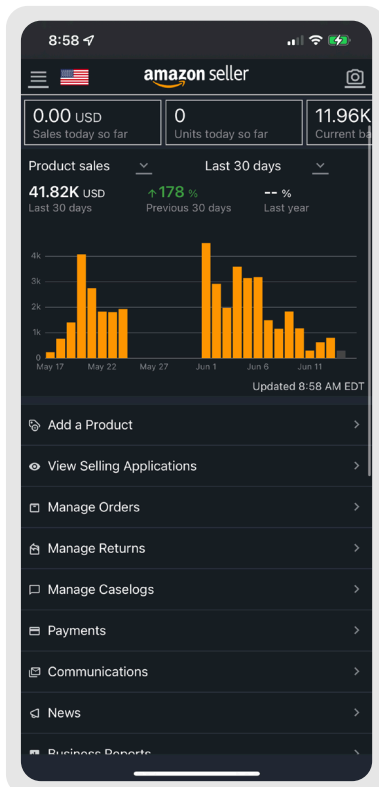 8:58
amazon seller
0.00 USD
Sales today so far
0
Units today so far
11.96K
Current ba
Product sales
Last 30 days
41.82K USD
Last 30 days
↑178 %
Previous 30 days
-- %
Last year
4k
3k
2k
1k
0
May 17 May 22 May 27 Jun 1 Jun 6 Jun 11
Updated 8:58 AM EDT
Add a Product
View Selling Applications
Manage Orders
Manage Returns
Manage Caselogs
Payments
Communications
News
Business Reports